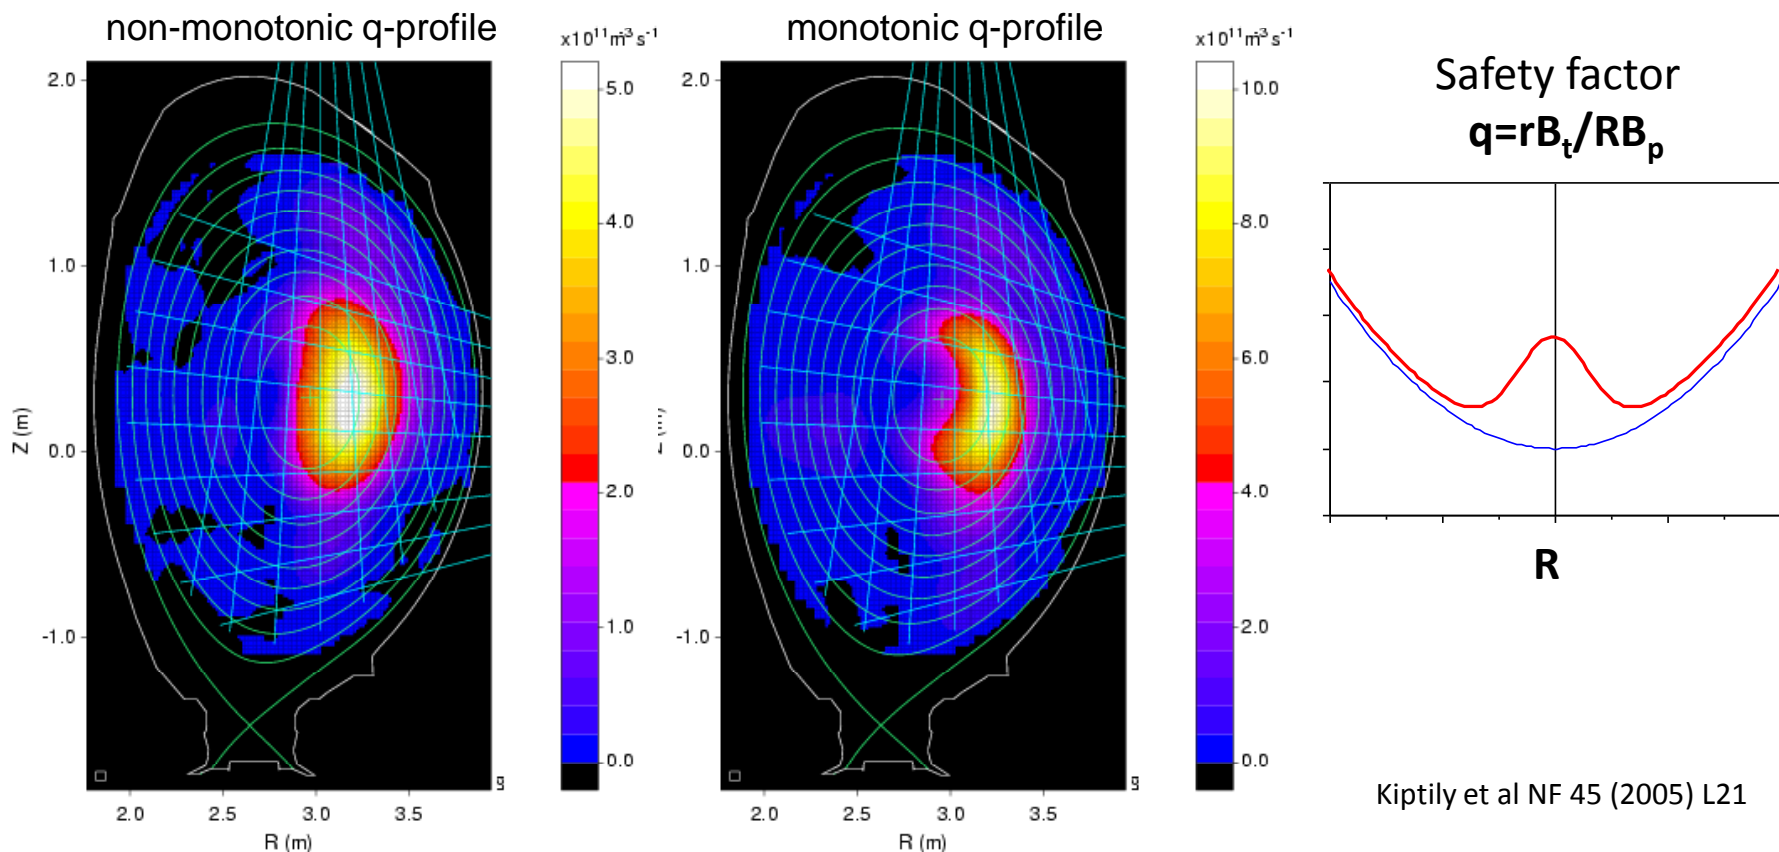 non-monotonic q-profile
x10¹¹m⁻³s⁻¹
5.0
4.0
3.0
2.0
1.0
0.0
2.0
1.0
0.0
-1.0
Z (m)
2.0
2.5
3.0
3.5
R (m)
monotonic q-profile
x10¹¹m⁻³s⁻¹
10.0
8.0
6.0
4.0
2.0
0.0
2.0
1.0
0.0
-1.0
2.0
2.5
3.0
3.5
R (m)
Safety factor
q=rBₜ/RBₚ
R
Kiptily et al NF 45 (2005) L21